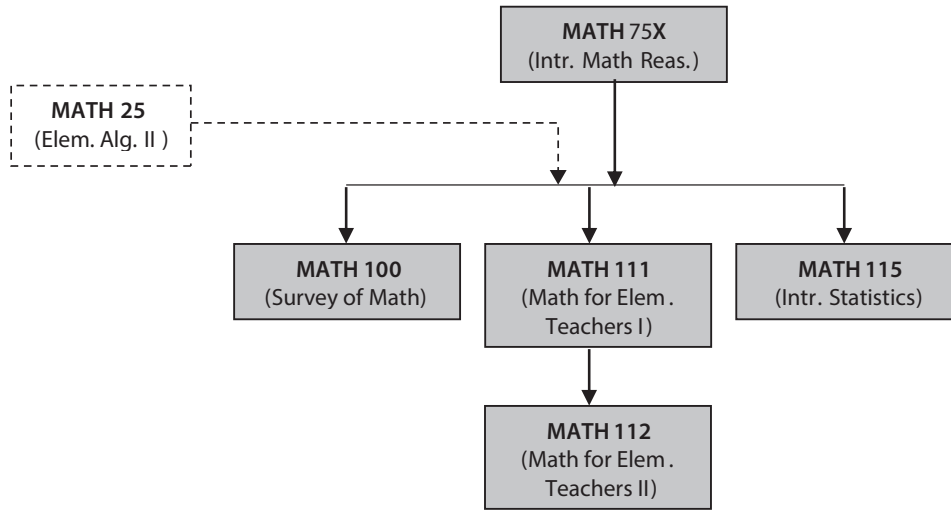 MATH 75X
(Intr. Math Reas.)
MATH 25
(Elem. Alg. II )
MATH 100
(Survey of Math)
MATH 111
(Math for Elem.
Teachers I)
MATH 115
(Intr. Statistics)
MATH 112
(Math for Elem.
Teachers II)